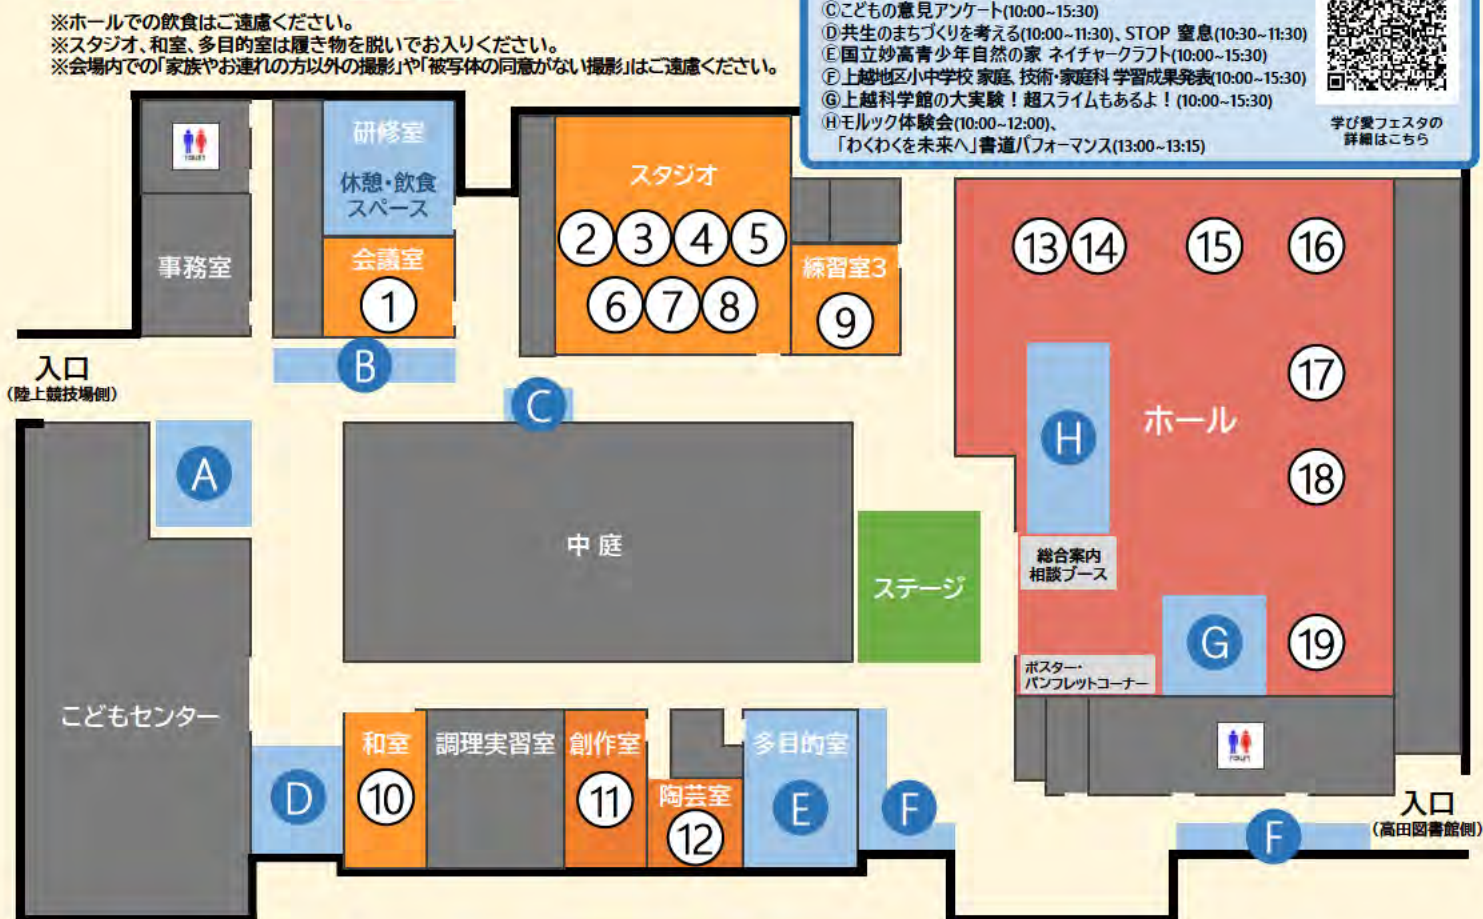 ※ホールでの飲食はご遠慮ください。
※スタジオ、和室、多目的室は履き物を脱いでお入りください。
※会場内での「家族やお連れの方以外の撮影」や「被写体の同意がない撮影」はご遠慮ください。
Ⓒこどもの意見アンケート(10:00~15:30)
Ⓓ共生のまちづくりを考える(10:00~11:30)、STOP 窒息(10:30~11:30)
Ⓔ国立妙高青少年自然の家 ネイチャークラフト(10:00~15:30)
Ⓕ上越地区小中学校 家庭、技術・家庭科 学習成果発表(10:00~15:30)
Ⓖ上越科学館の大実験！超スライムもあるよ！(10:00~15:30)
Ⓗモルック体験会(10:00~12:00)、
「わくわくを未来へ」書道パフォーマンス(13:00~13:15)
学び愛フェスタの
詳細はこちら
TOILET
事務室
研修室
休憩・飲食
スペース
会議室
①
スタジオ
② ③ ④ ⑤
⑥ ⑦ ⑧
練習室3
⑨
⑬ ⑭ ⑮ ⑯
⑰
ホール
⑱
⑲
入口
(陸上競技場側)
B
C
A
H
中庭
ステージ
総合案内
相談ブース
G
ポスター・
パンフレットコーナー
こどもセンター
D
和室
⑩
調理実習室
創作室
⑪
陶芸室
⑫
多目的室
E
F
TOILET
F
入口
(高田図書館側)